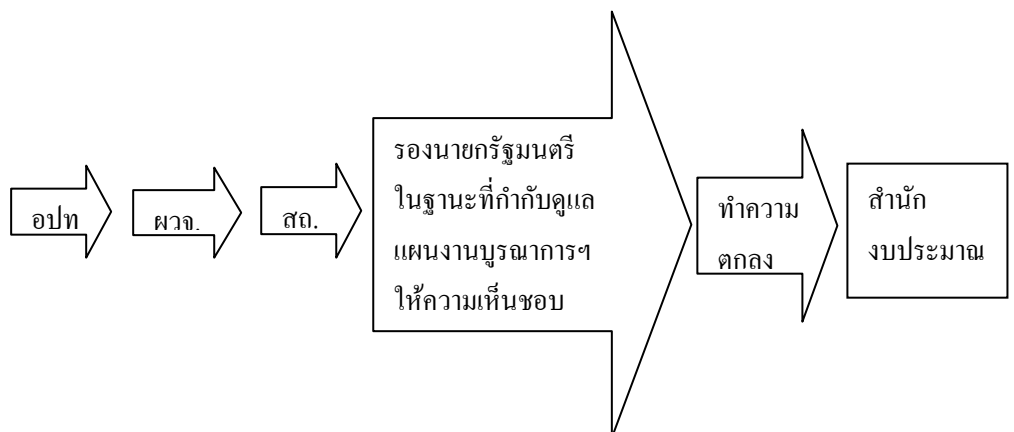 อปท
ผวจ.
สถ.
รองนายกรัฐมนตรี
ในฐานะที่กำกับดูแล
แผนงานบูรณาการฯ
ให้ความเห็นชอบ
ทำความ
ตกลง
สำนัก
งบประมาณ